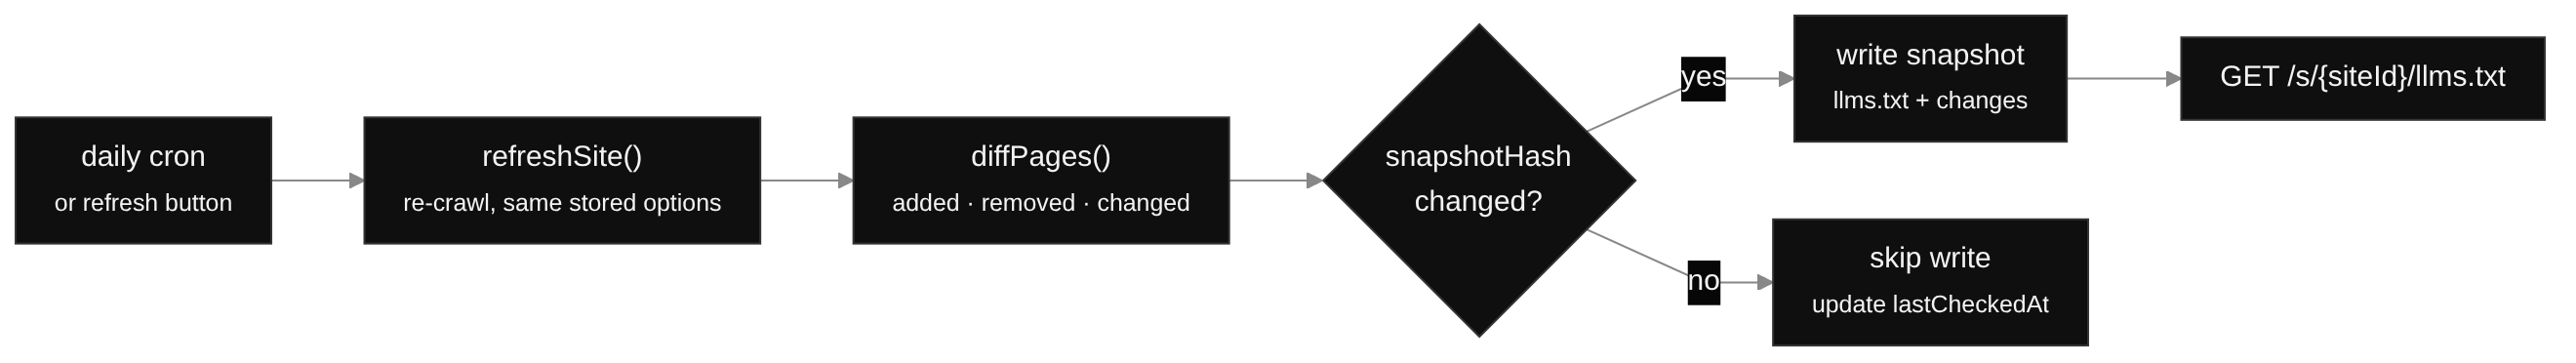 daily cron
or refresh button
refreshSite()
re-crawl, same stored options
diffPages()
added · removed · changed
snapshotHash
changed?
yes
write snapshot
llms.txt + changes
GET /s/{siteId}/llms.txt
no
skip write
update lastCheckedAt